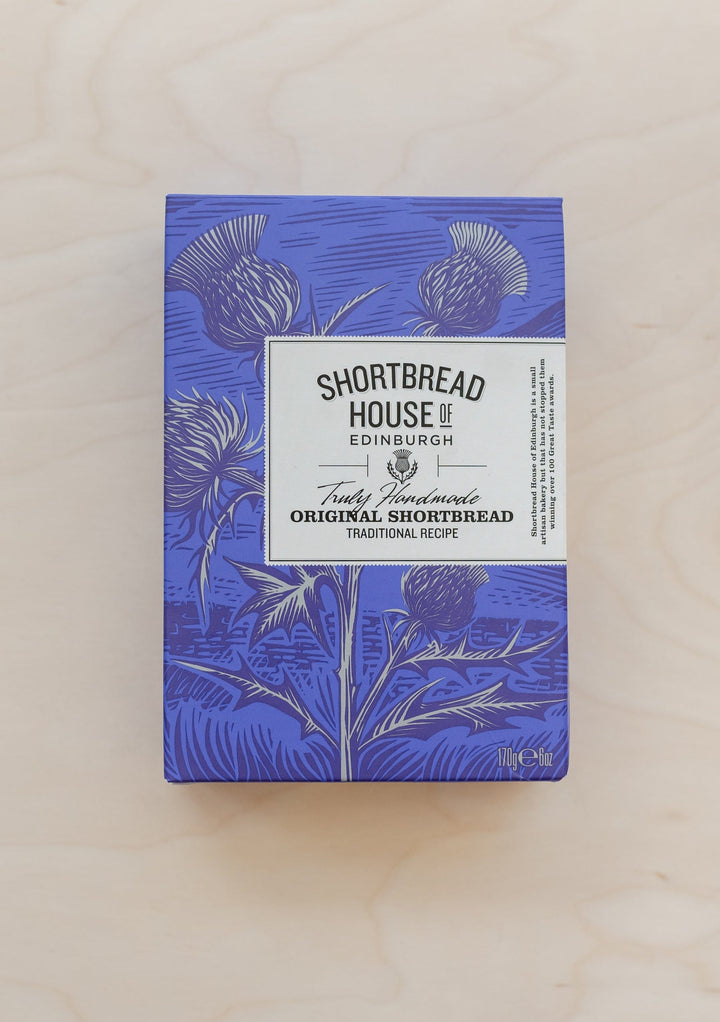 SHORTBREAD
HOUSE OF
EDINBURGH
Truly Handmade
ORIGINAL SHORTBREAD
TRADITIONAL RECIPE
Shortbread House of Edinburgh is a small
artisan bakery but that has not stopped them
winning over 100 Great Taste awards.
170g℮6oz